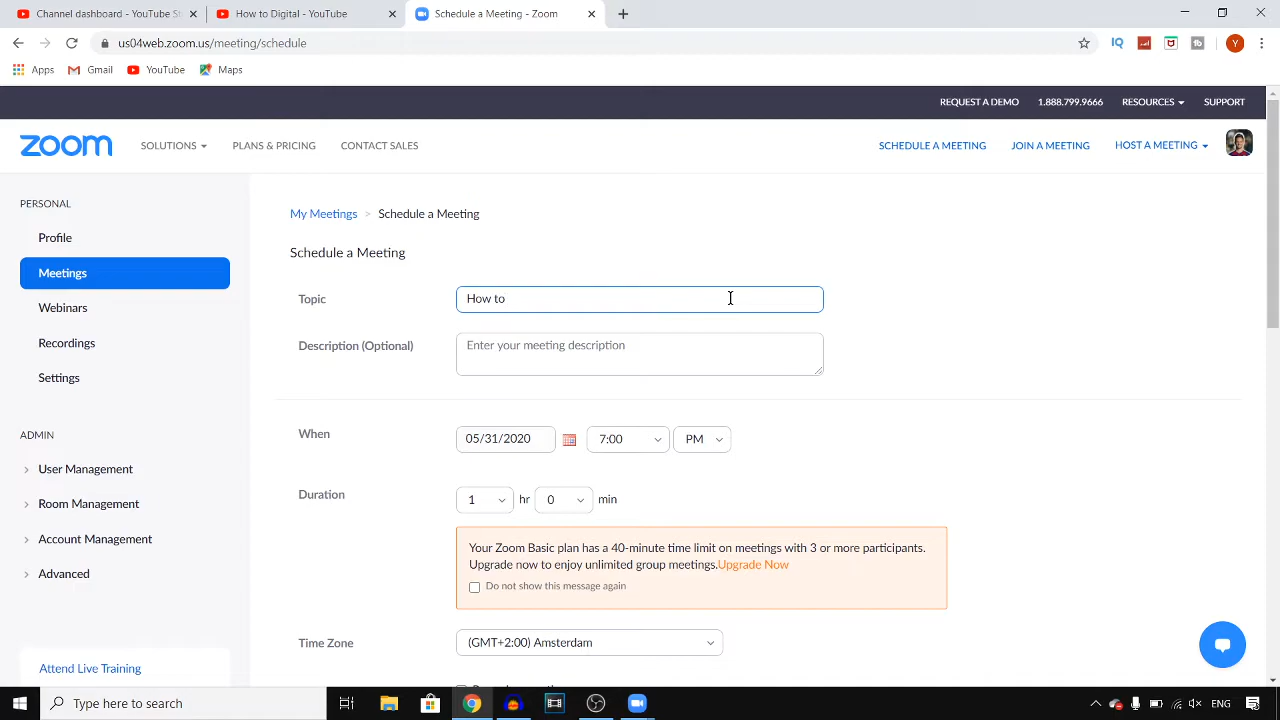 Channel dashboard - YouTube St
How to Digital - YouTube
Schedule a Meeting - Zoom
us04web.zoom.us/meeting/schedule
IQ
Y
Apps
Gmail
YouTube
Maps
REQUEST A DEMO
1.888.799.9666
RESOURCES
SUPPORT
zoom
SOLUTIONS
PLANS & PRICING
CONTACT SALES
SCHEDULE A MEETING
JOIN A MEETING
HOST A MEETING
PERSONAL
Profile
Meetings
Webinars
Recordings
Settings
ADMIN
User Management
Room Management
Account Management
Advanced
Attend Live Training
My Meetings > Schedule a Meeting
Schedule a Meeting
Topic
How to
Description (Optional)
Enter your meeting description
When
05/31/2020
7:00
PM
Duration
1 hr 0 min
Your Zoom Basic plan has a 40-minute time limit on meetings with 3 or more participants.
Upgrade now to enjoy unlimited group meetings.Upgrade Now
Do not show this message again
Time Zone
(GMT+2:00) Amsterdam
Type here to search
ENG